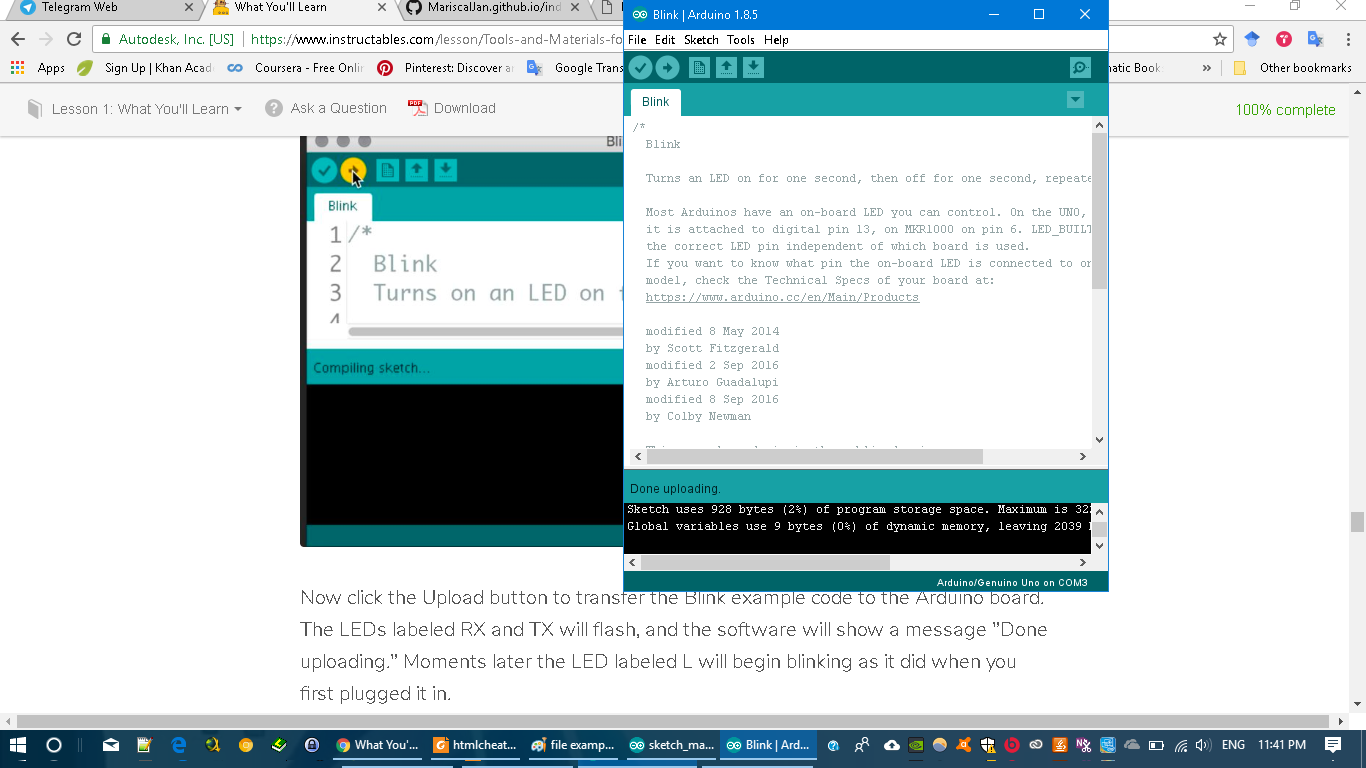 Telegram Web
What You'll Learn
MariscalJan.github.io/ind
Autodesk, Inc. [US]
https://www.instructables.com/lesson/Tools-and-Materials-fo
Apps
Sign Up | Khan Acad
Coursera - Free Onlin
Pinterest: Discover an
Google Trans
matic Book
»
Other bookmarks
Lesson 1: What You'll Learn
Ask a Question
Download
100% complete
Blink
1 /*
2 Blink
3 Turns on an LED on
4
Compiling sketch...
Blink | Arduino 1.8.5
File Edit Sketch Tools Help
Blink
/*
Blink
Turns an LED on for one second, then off for one second, repeate
Most Arduinos have an on-board LED you can control. On the UNO,
it is attached to digital pin 13, on MKR1000 on pin 6. LED_BUILT
the correct LED pin independent of which board is used.
If you want to know what pin the on-board LED is connected to on
model, check the Technical Specs of your board at:
https://www.arduino.cc/en/Main/Products
modified 8 May 2014
by Scott Fitzgerald
modified 2 Sep 2016
by Arturo Guadalupi
modified 8 Sep 2016
by Colby Newman
Done uploading.
Sketch uses 928 bytes (2%) of program storage space. Maximum is 322
Global variables use 9 bytes (0%) of dynamic memory, leaving 2039
Arduino/Genuino Uno on COM3
Now click the Upload button to transfer the Blink example code to the Arduino board.
The LEDs labeled RX and TX will flash, and the software will show a message "Done
uploading." Moments later the LED labeled L will begin blinking as it did when you
first plugged it in.
What You'...
htmlcheat...
file examp...
sketch_ma...
Blink | Ard...
ENG
11:41 PM